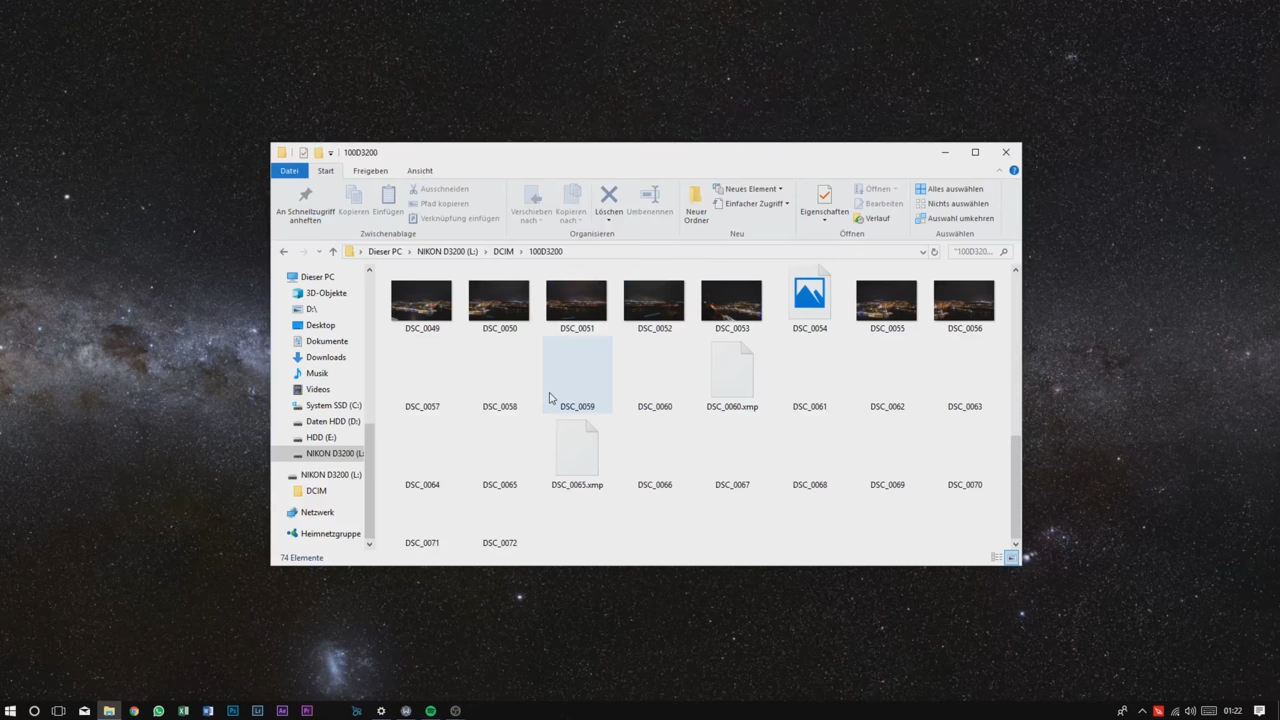 100D3200
Datei Start Freigeben Ansicht
An Schnellzugriff anheften
Kopieren
Einfügen
Ausschneiden
Pfad kopieren
Verknüpfung einfügen
Zwischenablage
Verschieben nach
Kopieren nach
Löschen
Umbenennen
Organisieren
Neuer Ordner
Neues Element
Einfacher Zugriff
Neu
Eigenschaften
Öffnen
Bearbeiten
Verlauf
Öffnen
Alles auswählen
Nichts auswählen
Auswahl umkehren
Auswählen
Dieser PC > NIKON D3200 (L:) > DCIM > 100D3200
"100D320...
Dieser PC
3D-Objekte
D:\
Desktop
Dokumente
Downloads
Musik
Videos
System SSD (C:)
Daten HDD (D:)
HDD (E:)
NIKON D3200 (L:
NIKON D3200 (L:)
DCIM
Netzwerk
Heimnetzgruppe
DSC_0049 DSC_0050 DSC_0051 DSC_0052 DSC_0053 DSC_0054 DSC_0055 DSC_0056
DSC_0057 DSC_0058 DSC_0059 DSC_0060 DSC_0060.xmp DSC_0061 DSC_0062 DSC_0063
DSC_0064 DSC_0065 DSC_0065.xmp DSC_0066 DSC_0067 DSC_0068 DSC_0069 DSC_0070
DSC_0071 DSC_0072
74 Elemente
Ps Lr Ae Pr
01:22